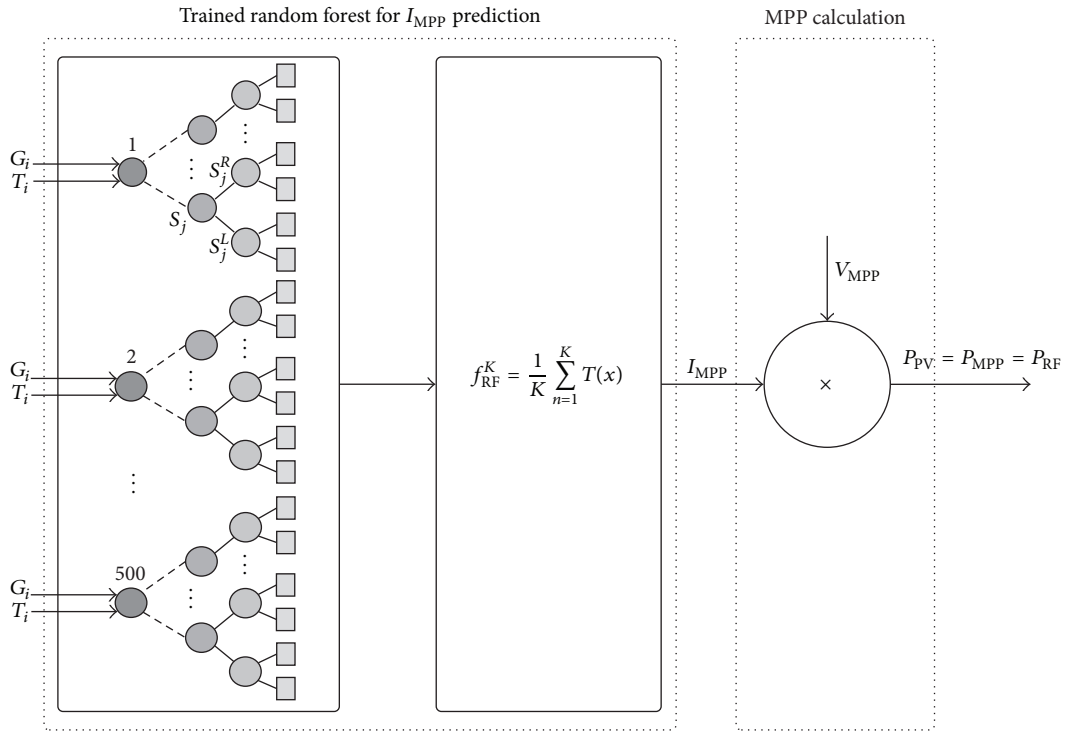 Trained random forest for I_MPP prediction
MPP calculation
1
G_i
T_i
⋮
⋮
S_j^R
S_j
S_j^L
2
G_i
T_i
⋮
⋮
⋮
500
G_i
T_i
⋮
⋮
f_RF^K = 1/K ∑_{n=1}^{K} T(x)
I_MPP
V_MPP
×
P_PV = P_MPP = P_RF